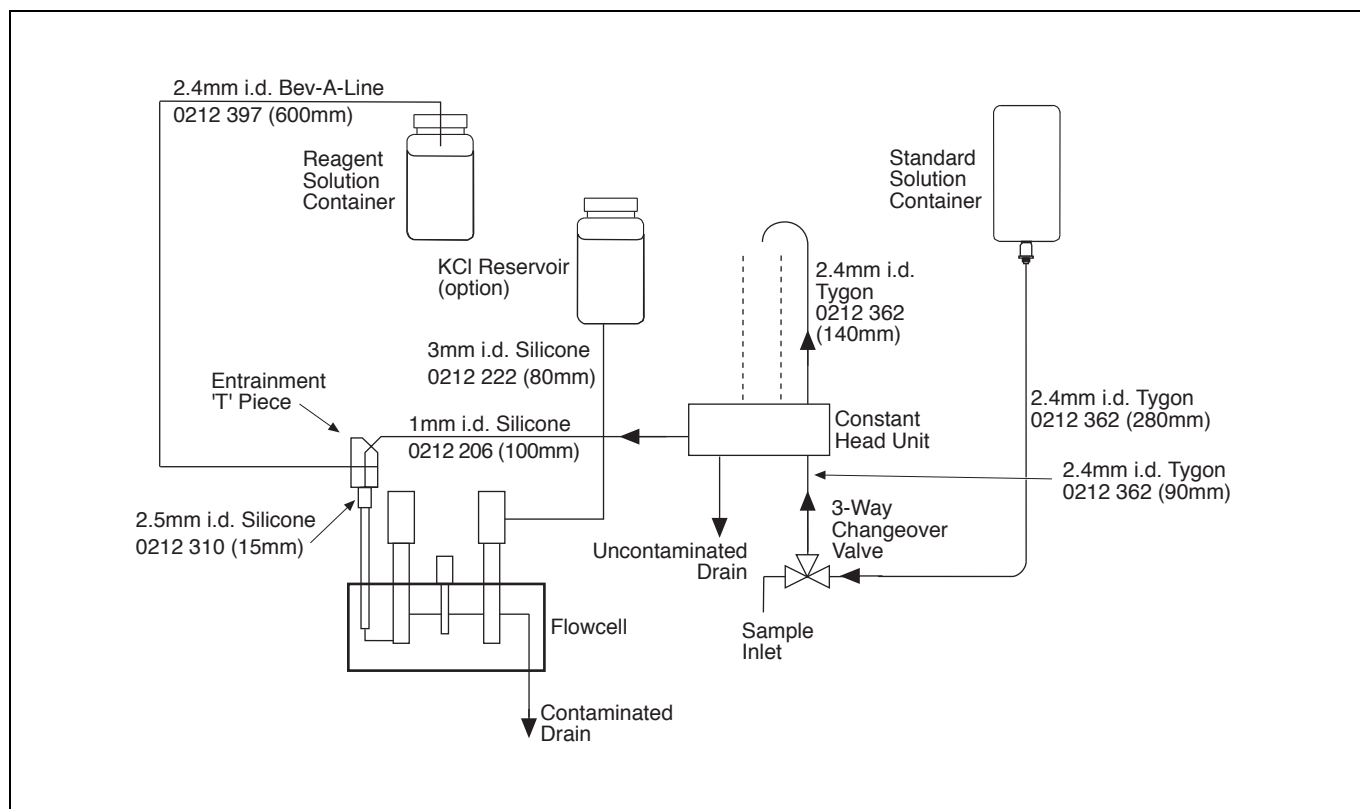 2.4mm i.d. Bev-A-Line
0212 397 (600mm)
Reagent
Solution
Container
Standard
Solution
Container
KCl Reservoir
(option)
2.4mm i.d.
Tygon
0212 362
(140mm)
3mm i.d. Silicone
0212 222 (80mm)
Entrainment
'T' Piece
1mm i.d. Silicone
0212 206 (100mm)
Constant
Head Unit
2.4mm i.d. Tygon
0212 362 (280mm)
2.4mm i.d. Tygon
0212 362 (90mm)
2.5mm i.d. Silicone
0212 310 (15mm)
3-Way
Changeover
Valve
Uncontaminated
Drain
Flowcell
Sample
Inlet
Contaminated
Drain